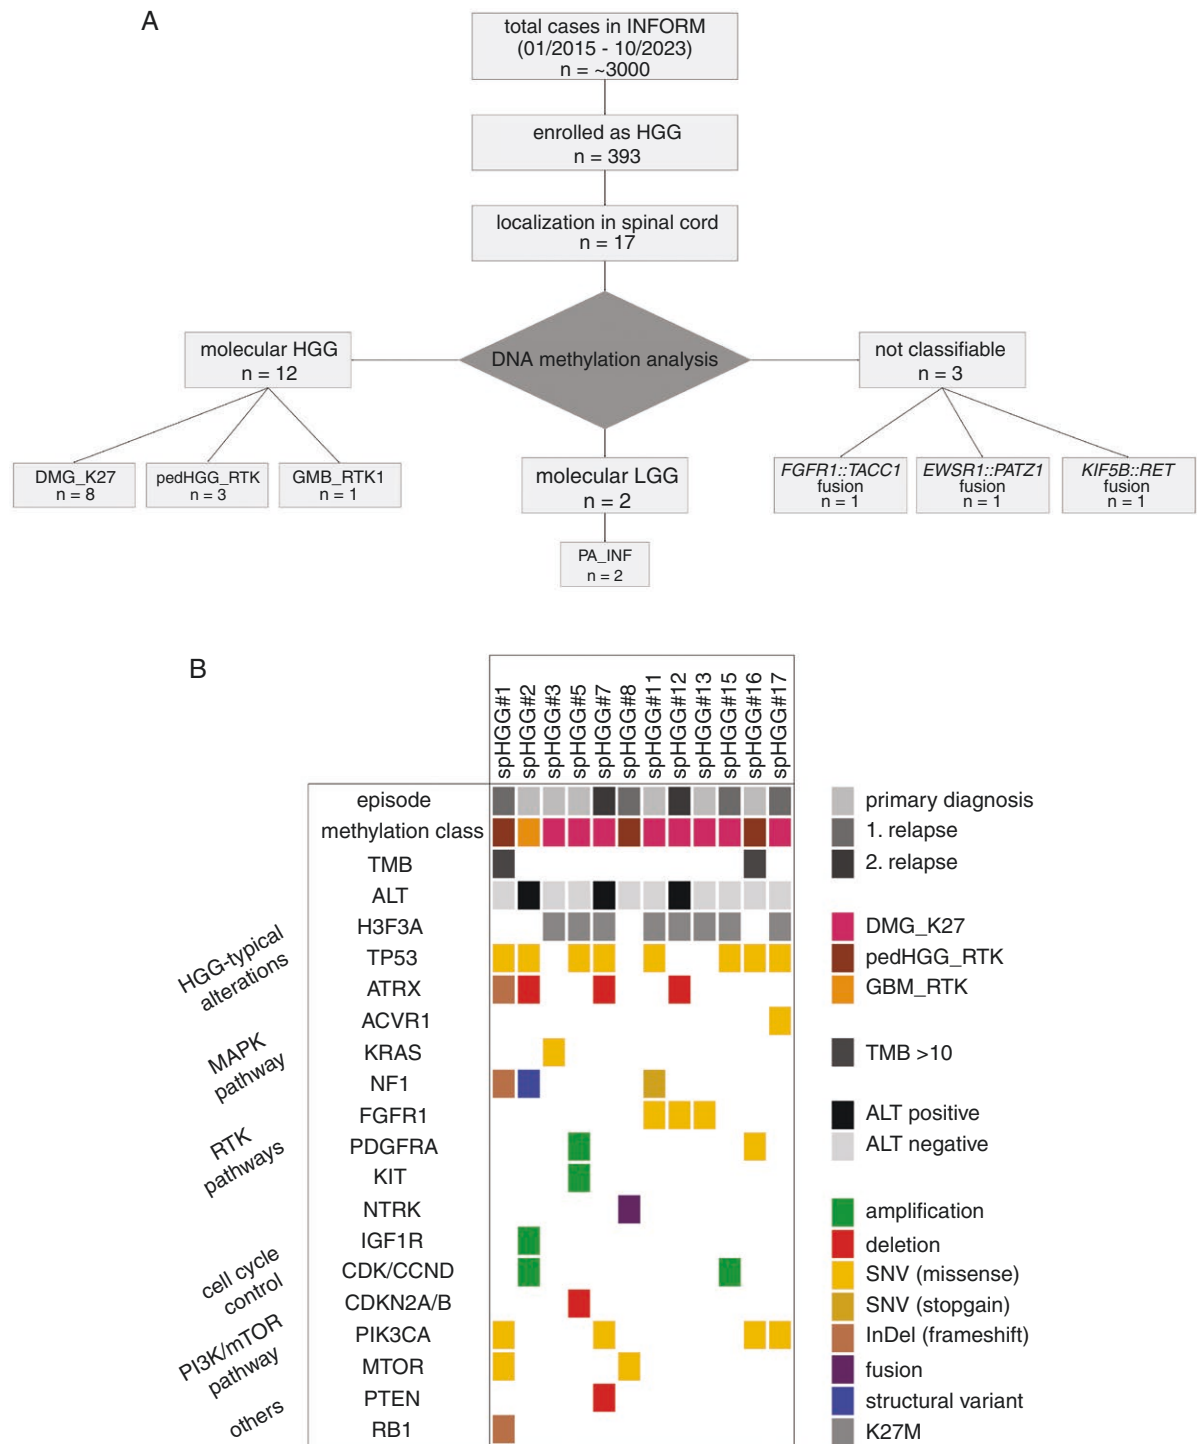 A
total cases in INFORM
(01/2015 - 10/2023)
n = ~3000
enrolled as HGG
n = 393
localization in spinal cord
n = 17
DNA methylation analysis
molecular HGG
n = 12
not classifiable
n = 3
DMG_K27
n = 8
pedHGG_RTK
n = 3
GMB_RTK1
n = 1
molecular LGG
n = 2
PA_INF
n = 2
FGFR1::TACC1
fusion
n = 1
EWSR1::PATZ1
fusion
n = 1
KIF5B::RET
fusion
n = 1
B
spHGG#1
spHGG#2
spHGG#3
spHGG#5
spHGG#7
spHGG#8
spHGG#11
spHGG#12
spHGG#13
spHGG#15
spHGG#16
spHGG#17
episode
methylation class
TMB
ALT
H3F3A
TP53
ATRX
ACVR1
KRAS
NF1
FGFR1
PDGFRA
KIT
NTRK
IGF1R
CDK/CCND
CDKN2A/B
PIK3CA
MTOR
PTEN
RB1
HGG-typical
alterations
MAPK
pathway
RTK
pathways
cell cycle
control
PI3K/mTOR
pathway
others
primary diagnosis
1. relapse
2. relapse
DMG_K27
pedHGG_RTK
GBM_RTK
TMB >10
ALT positive
ALT negative
amplification
deletion
SNV (missense)
SNV (stopgain)
InDel (frameshift)
fusion
structural variant
K27M